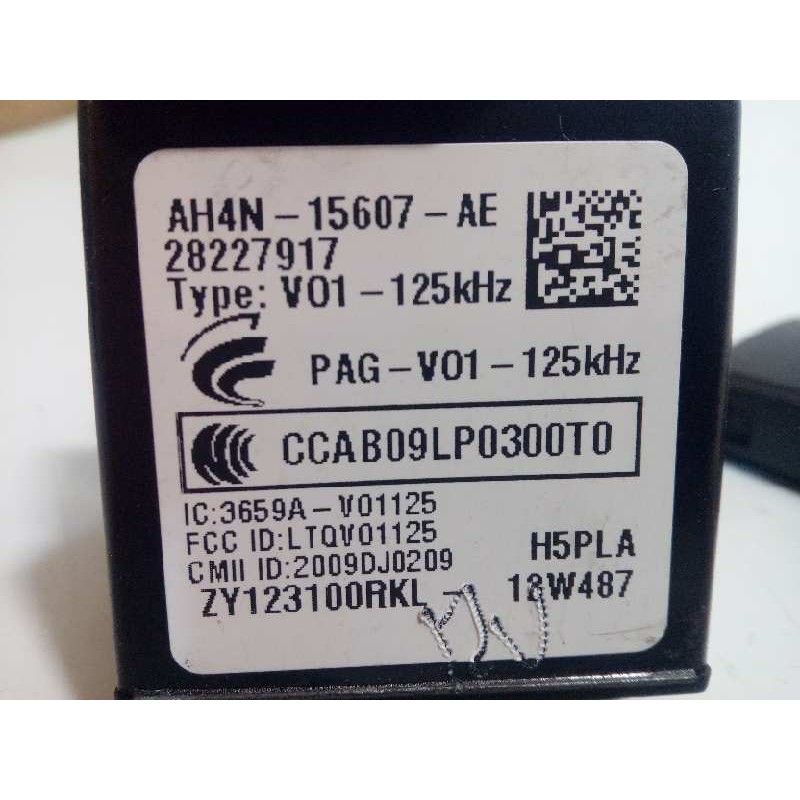 AH4N-15607-AE
28227917
Type: V01-125kHz
PAG-V01-125kHz
CCAB09LP0300T0
IC:3659A-V01125
FCC ID:LTQV01125
CMII ID:2009DJ0209
H5PLA
ZY123100RKL - 18W487